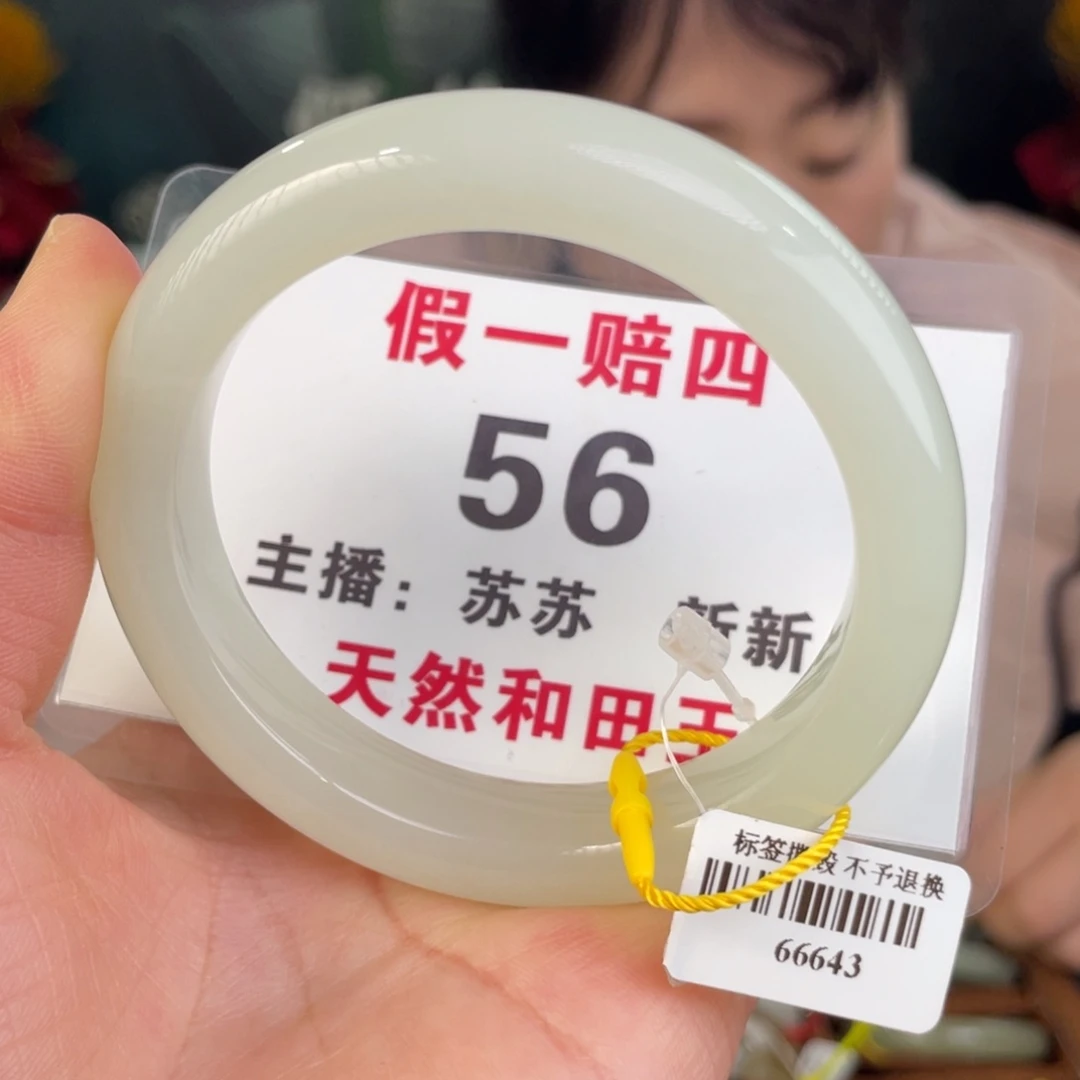 假一赔四
56
主播：苏苏 新新
天然和田玉
标签撕毁 不予退换
66643